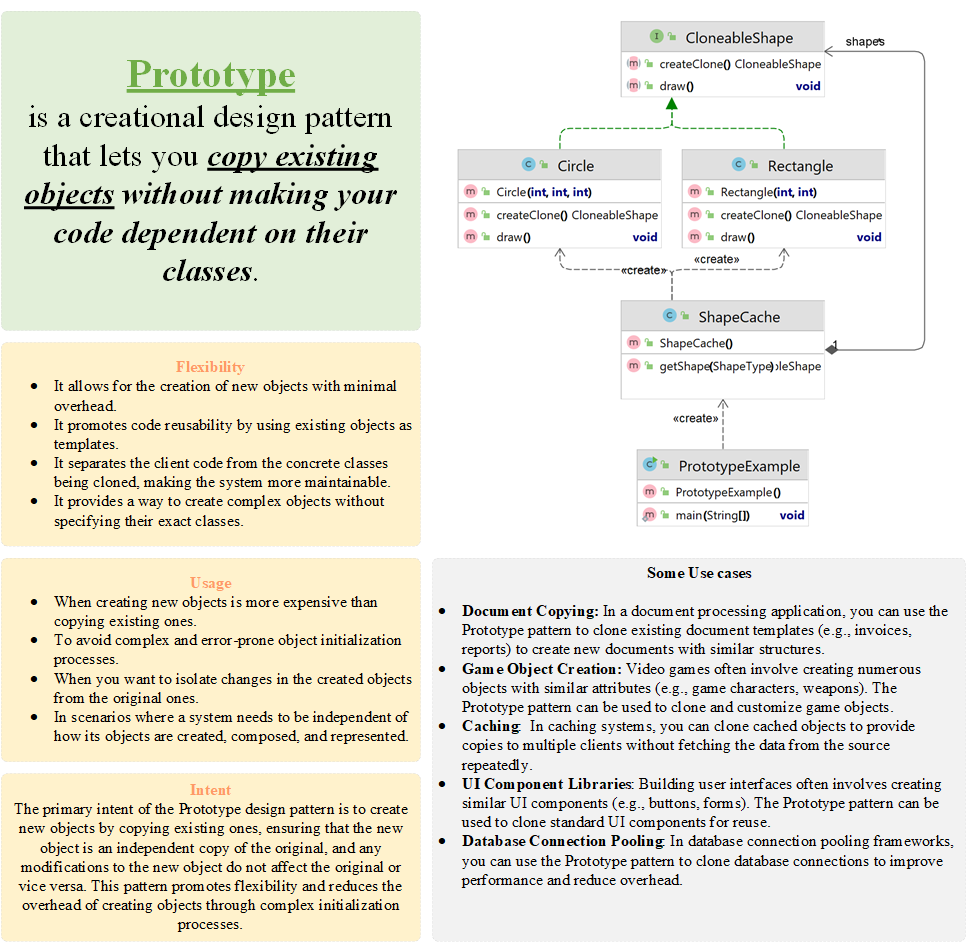 Prototype
is a creational design pattern
that lets you copy existing
objects without making your
code dependent on their
classes.
Flexibility
• It allows for the creation of new objects with minimal
overhead.
• It promotes code reusability by using existing objects as
templates.
• It separates the client code from the concrete classes
being cloned, making the system more maintainable.
• It provides a way to create complex objects without
specifying their exact classes.
Usage
• When creating new objects is more expensive than
copying existing ones.
• To avoid complex and error-prone object initialization
processes.
• When you want to isolate changes in the created objects
from the original ones.
• In scenarios where a system needs to be independent of
how its objects are created, composed, and represented.
Intent
The primary intent of the Prototype design pattern is to create
new objects by copying existing ones, ensuring that the new
object is an independent copy of the original, and any
modifications to the new object do not affect the original or
vice versa. This pattern promotes flexibility and reduces the
overhead of creating objects through complex initialization
processes.
I CloneableShape
m createClone() CloneableShape
m draw() void
shapes*
C Circle
m Circle(int, int, int)
m createClone() CloneableShape
m draw() void
C Rectangle
m Rectangle(int, int)
m createClone() CloneableShape
m draw() void
«create»
«create»
C ShapeCache
m ShapeCache()
1
m getShape(ShapeType)bleShape
«create»
C PrototypeExample
m PrototypeExample()
m main(String[]) void
Some Use cases
• Document Copying: In a document processing application, you can use the
Prototype pattern to clone existing document templates (e.g., invoices,
reports) to create new documents with similar structures.
• Game Object Creation: Video games often involve creating numerous
objects with similar attributes (e.g., game characters, weapons). The
Prototype pattern can be used to clone and customize game objects.
• Caching: In caching systems, you can clone cached objects to provide
copies to multiple clients without fetching the data from the source
repeatedly.
• UI Component Libraries: Building user interfaces often involves creating
similar UI components (e.g., buttons, forms). The Prototype pattern can be
used to clone standard UI components for reuse.
• Database Connection Pooling: In database connection pooling frameworks,
you can use the Prototype pattern to clone database connections to improve
performance and reduce overhead.